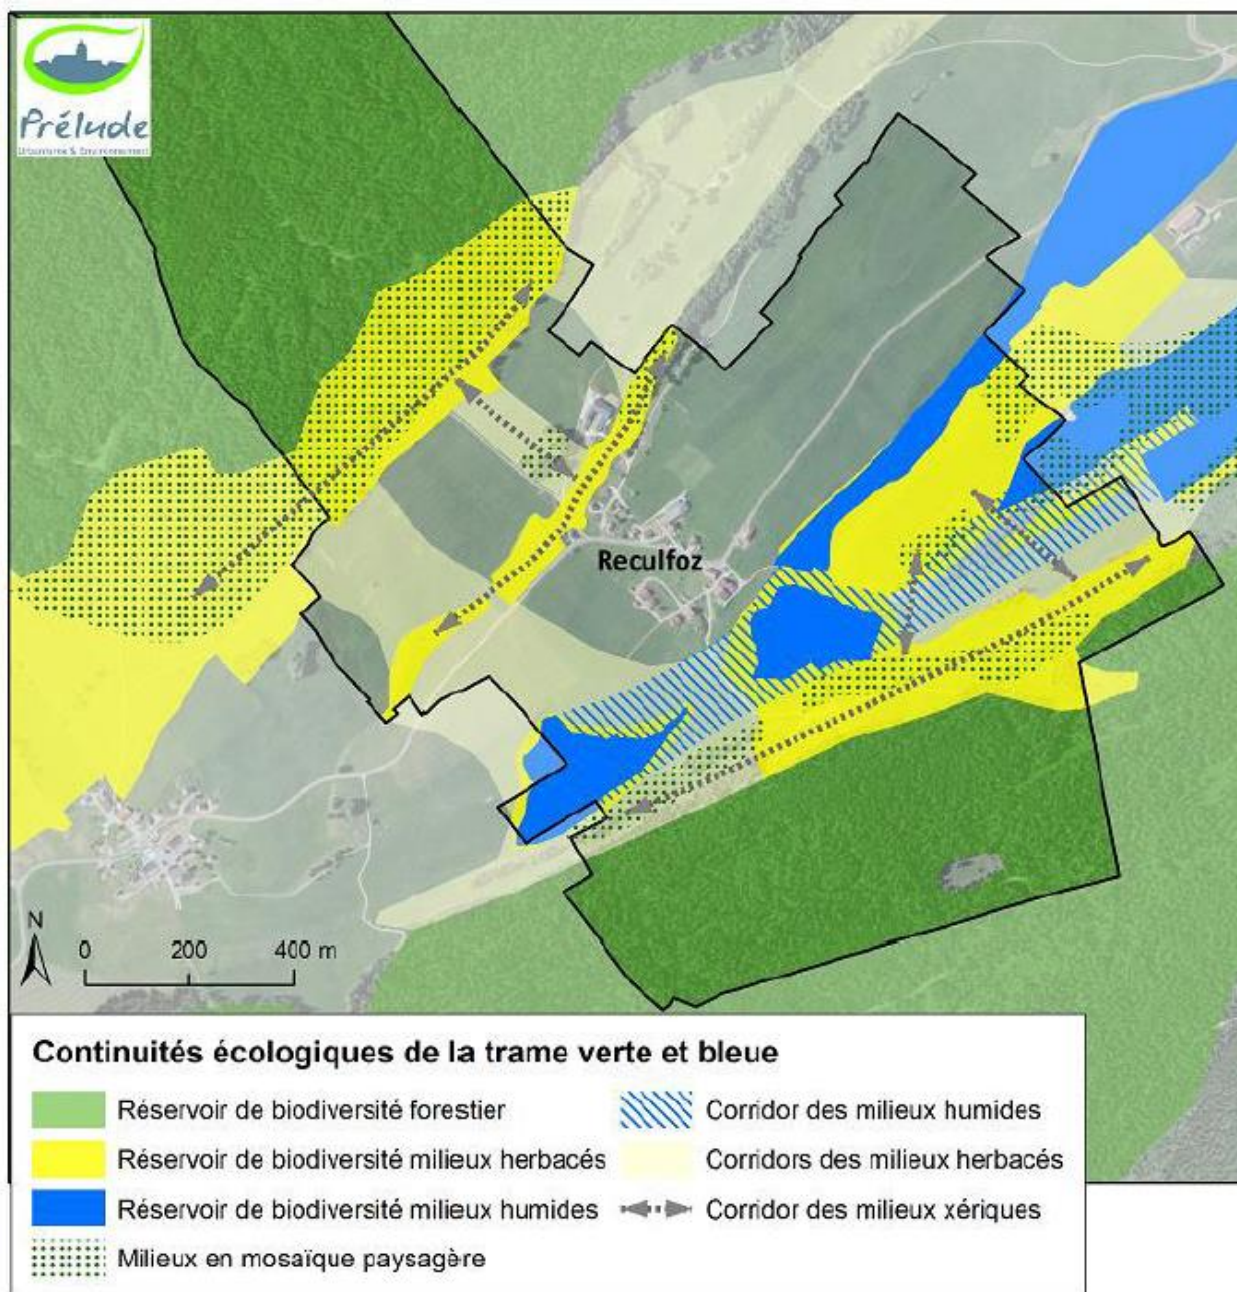 Prélude
Urbanisme & Environnement
Reculfoz
N
0 200 400 m
Continuités écologiques de la trame verte et bleue
Réservoir de biodiversité forestier
Réservoir de biodiversité milieux herbacés
Réservoir de biodiversité milieux humides
Milieux en mosaïque paysagère
Corridor des milieux humides
Corridors des milieux herbacés
Corridor des milieux xériques